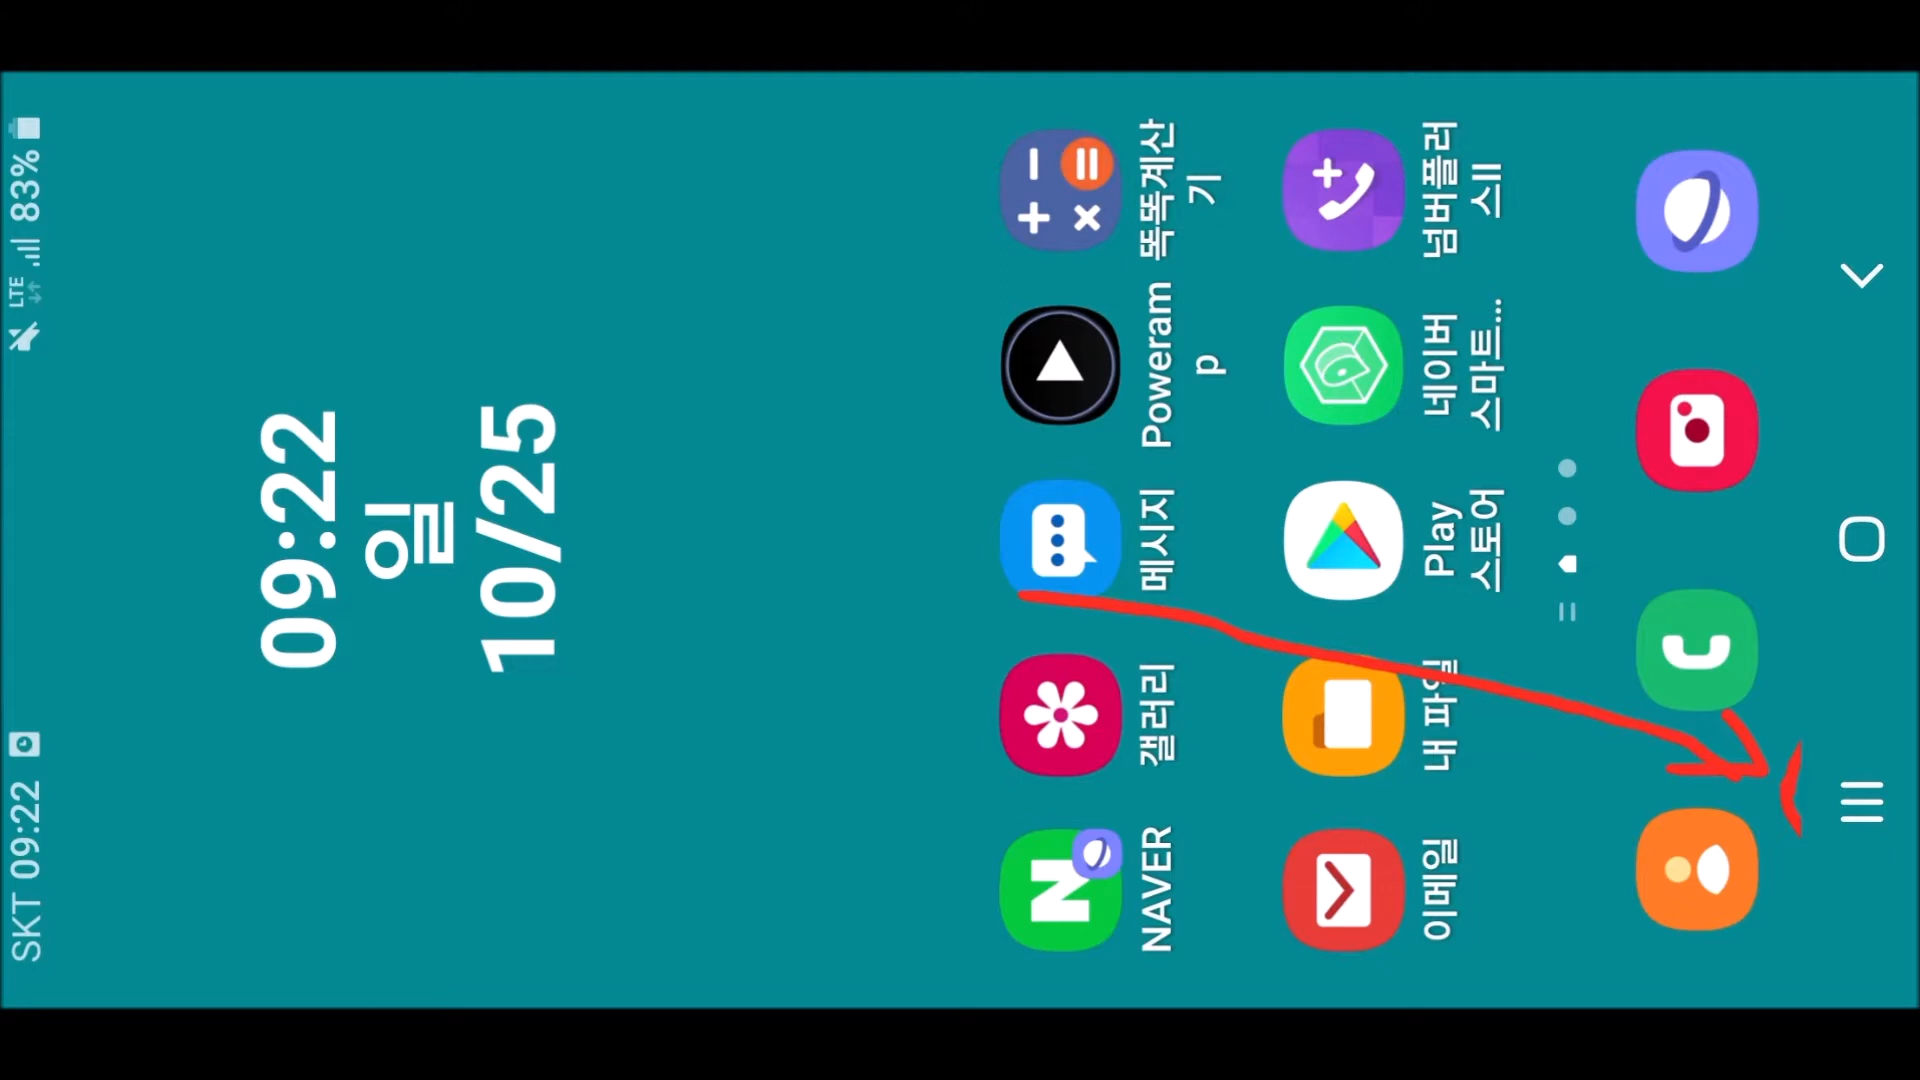 SKT 09:22
LTE 83%
09:22
일
10/25
NAVER
갤러리
메시지
Poweram
p
똑똑계산
기
이메일
내 파일
Play
스토어
네이버
스마트...
넘버플러
스II